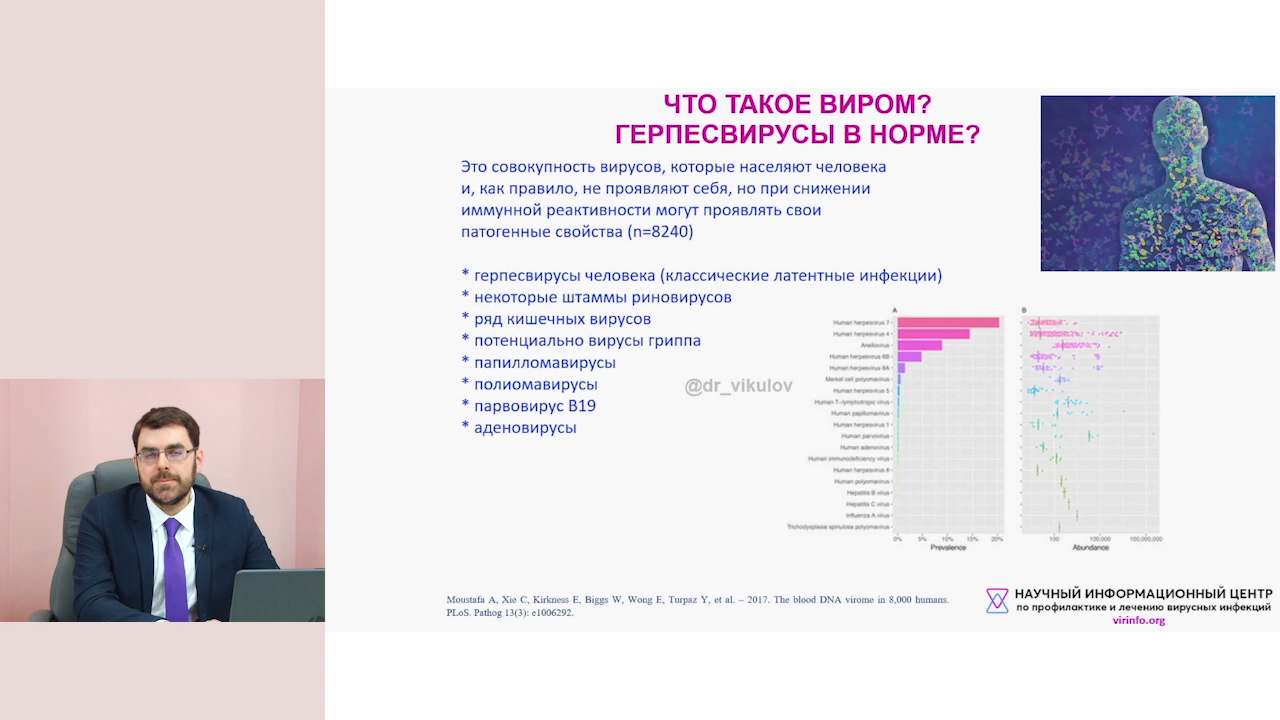 ЧТО ТАКОЕ ВИРОМ?
ГЕРПЕСВИРУСЫ В НОРМЕ?
Это совокупность вирусов, которые населяют человека
и, как правило, не проявляют себя, но при снижении
иммунной реактивности могут проявлять свои
патогенные свойства (n=8240)
* герпесвирусы человека (классические латентные инфекции)
* некоторые штаммы риновирусов
* ряд кишечных вирусов
* потенциально вирусы гриппа
* папилломавирусы
* полиомавирусы
* парвовирус В19
* аденовирусы
@dr_vikulov
A
B
Human herpesvirus 7
Human herpesvirus 4
Anellovirus
Human herpesvirus 6B
Human herpesvirus 6A
Merkel cell polyomavirus
Human herpesvirus 5
Human T-lymphotropic virus
Human papillomavirus
Human herpesvirus 1
Human parvovirus
Human adenovirus
Human immunodeficiency virus
Human herpesvirus 8
Human polyomavirus
Hepatitis B virus
Hepatitis C virus
Influenza A virus
Trichodysplasia spinulosa polyomavirus
0% 5% 10% 15% 20%
Prevalence
100 100,000 100,000,000
Abundance
Moustafa A, Xie C, Kirkness E, Biggs W, Wong E, Turpaz Y, et al. – 2017. The blood DNA virome in 8,000 humans.
PLoS. Pathog 13(3): e1006292.
НАУЧНЫЙ ИНФОРМАЦИОННЫЙ ЦЕНТР
по профилактике и лечению вирусных инфекций
virinfo.org